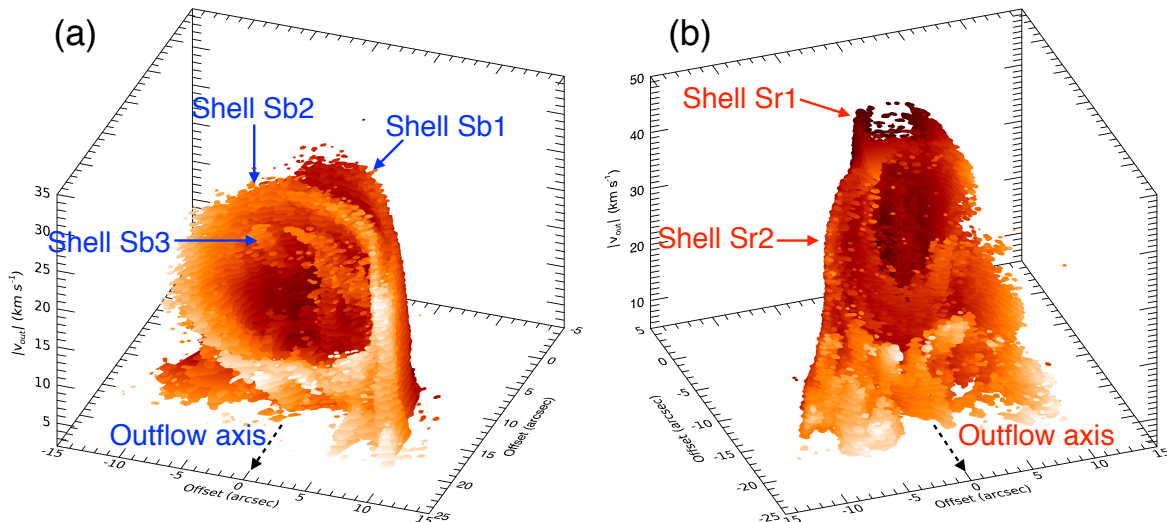 (a)
Shell Sb2
Shell Sb1
Shell Sb3
Outflow axis
|v_out| (km s⁻¹)
35
30
25
20
15
10
5
-15
-10
-5
0
5
10
15
Offset (arcsec)
-5
0
5
10
15
20
25
Offset (arcsec)
(b)
Shell Sr1
Shell Sr2
Outflow axis
|v_out| (km s⁻¹)
50
40
30
20
10
5
0
-5
-10
-15
-20
-25
Offset (arcsec)
-15
-10
-5
0
5
10
15
Offset (arcsec)